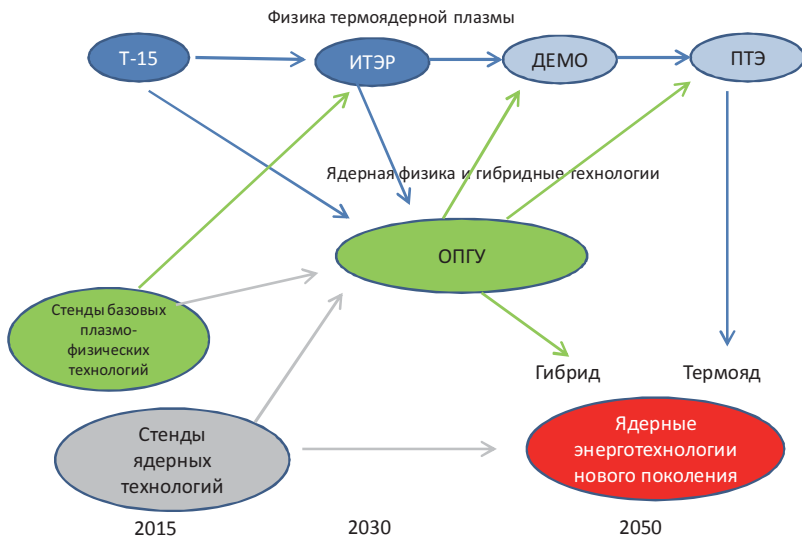 Физика термоядерной плазмы
Т-15
ИТЭР
ДЕМО
ПТЭ
Ядерная физика и гибридные технологии
ОПГУ
Стенды базовых
плазмо-
физических
технологий
Гибрид
Термояд
Стенды
ядерных
технологий
Ядерные
энерготехнологии
нового поколения
2015
2030
2050